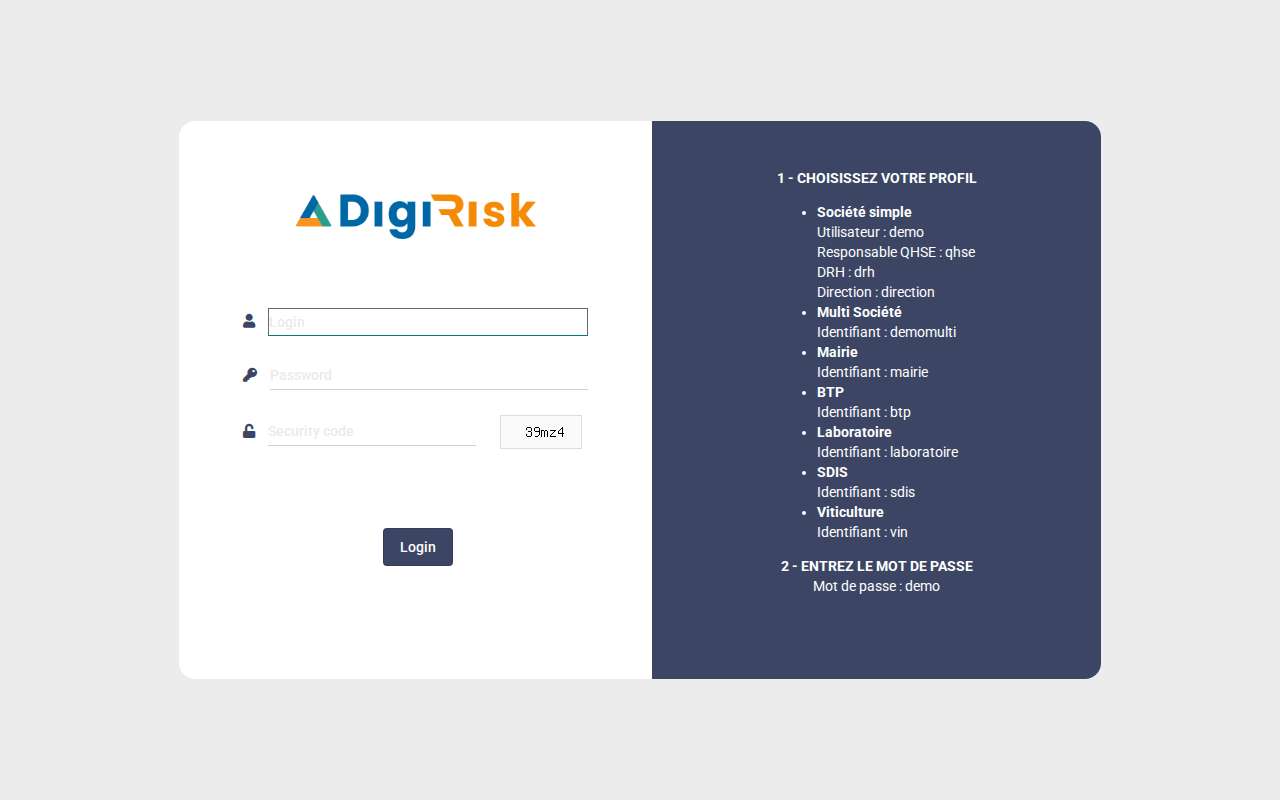 DigiRisk
Login
Password
Security code
39mz4
Login
1 - CHOISISSEZ VOTRE PROFIL
• Société simple
Utilisateur : demo
Responsable QHSE : qhse
DRH : drh
Direction : direction
• Multi Société
Identifiant : demomulti
• Mairie
Identifiant : mairie
• BTP
Identifiant : btp
• Laboratoire
Identifiant : laboratoire
• SDIS
Identifiant : sdis
• Viticulture
Identifiant : vin
2 - ENTREZ LE MOT DE PASSE
Mot de passe : demo